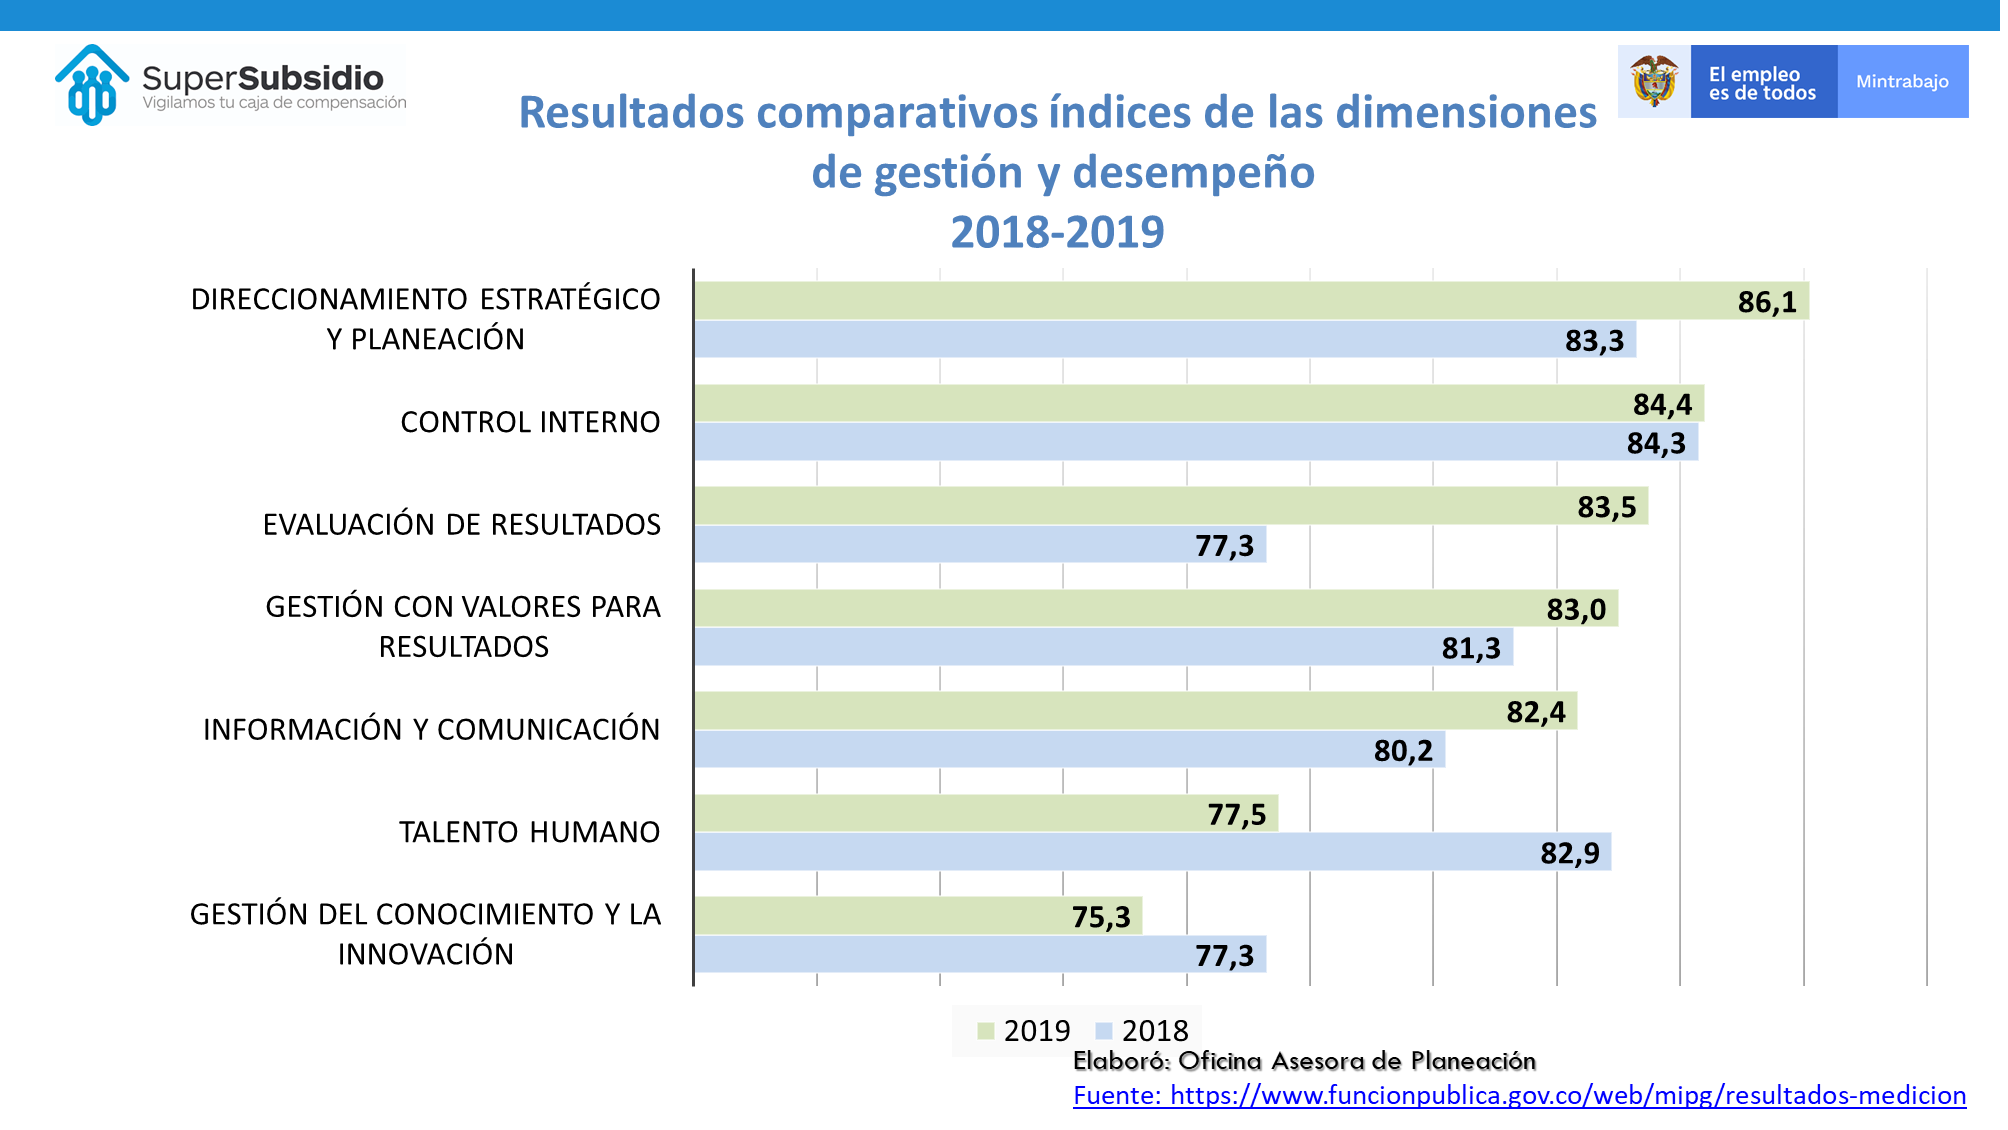 SuperSubsidio
Vigilamos tu caja de compensación
El empleo
es de todos
Mintrabajo
Resultados comparativos índices de las dimensiones
de gestión y desempeño
2018-2019
DIRECCIONAMIENTO ESTRATÉGICO
Y PLANEACIÓN
86,1
83,3
CONTROL INTERNO
84,4
84,3
EVALUACIÓN DE RESULTADOS
83,5
77,3
GESTIÓN CON VALORES PARA
RESULTADOS
83,0
81,3
INFORMACIÓN Y COMUNICACIÓN
82,4
80,2
TALENTO HUMANO
77,5
82,9
GESTIÓN DEL CONOCIMIENTO Y LA
INNOVACIÓN
75,3
77,3
2019 2018
Elaboró: Oficina Asesora de Planeación
Fuente: https://www.funcionpublica.gov.co/web/mipg/resultados-medicion